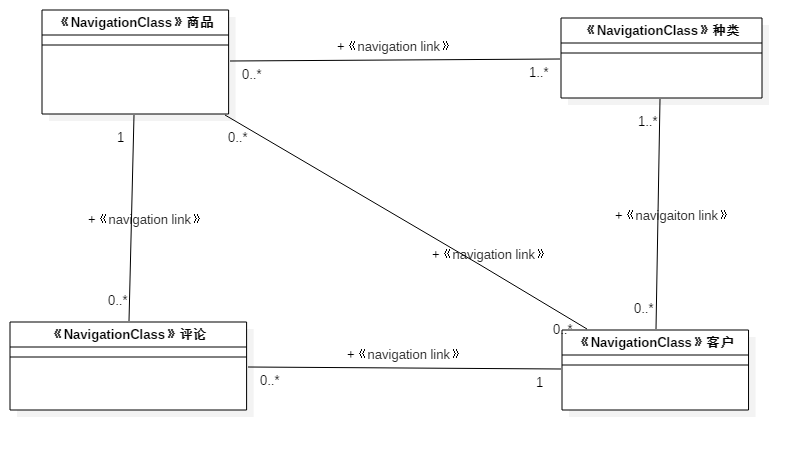 《NavigationClass》商品
《NavigationClass》种类
+《navigation link》
0..*
1..*
1
0..*
1..*
+《navigation link》
+《navigaiton link》
+《navigation link》
0..*
0..*
0..*
《NavigationClass》评论
《NavigationClass》客户
+《navigation link》
0..*
1